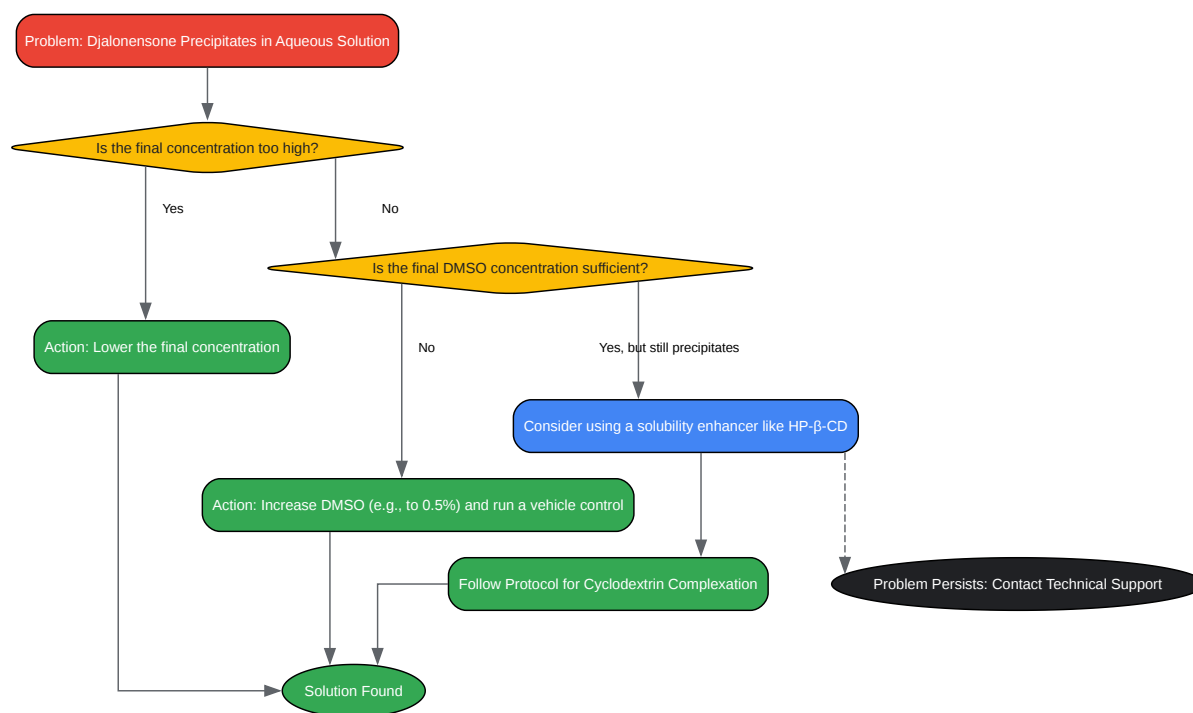 Problem: Djalonensone Precipitates in Aqueous Solution
Is the final concentration too high?
Yes
No
Is the final DMSO concentration sufficient?
Action: Lower the final concentration
No
Yes, but still precipitates
Consider using a solubility enhancer like HP-β-CD
Action: Increase DMSO (e.g., to 0.5%) and run a vehicle control
Follow Protocol for Cyclodextrin Complexation
Problem Persists: Contact Technical Support
Solution Found